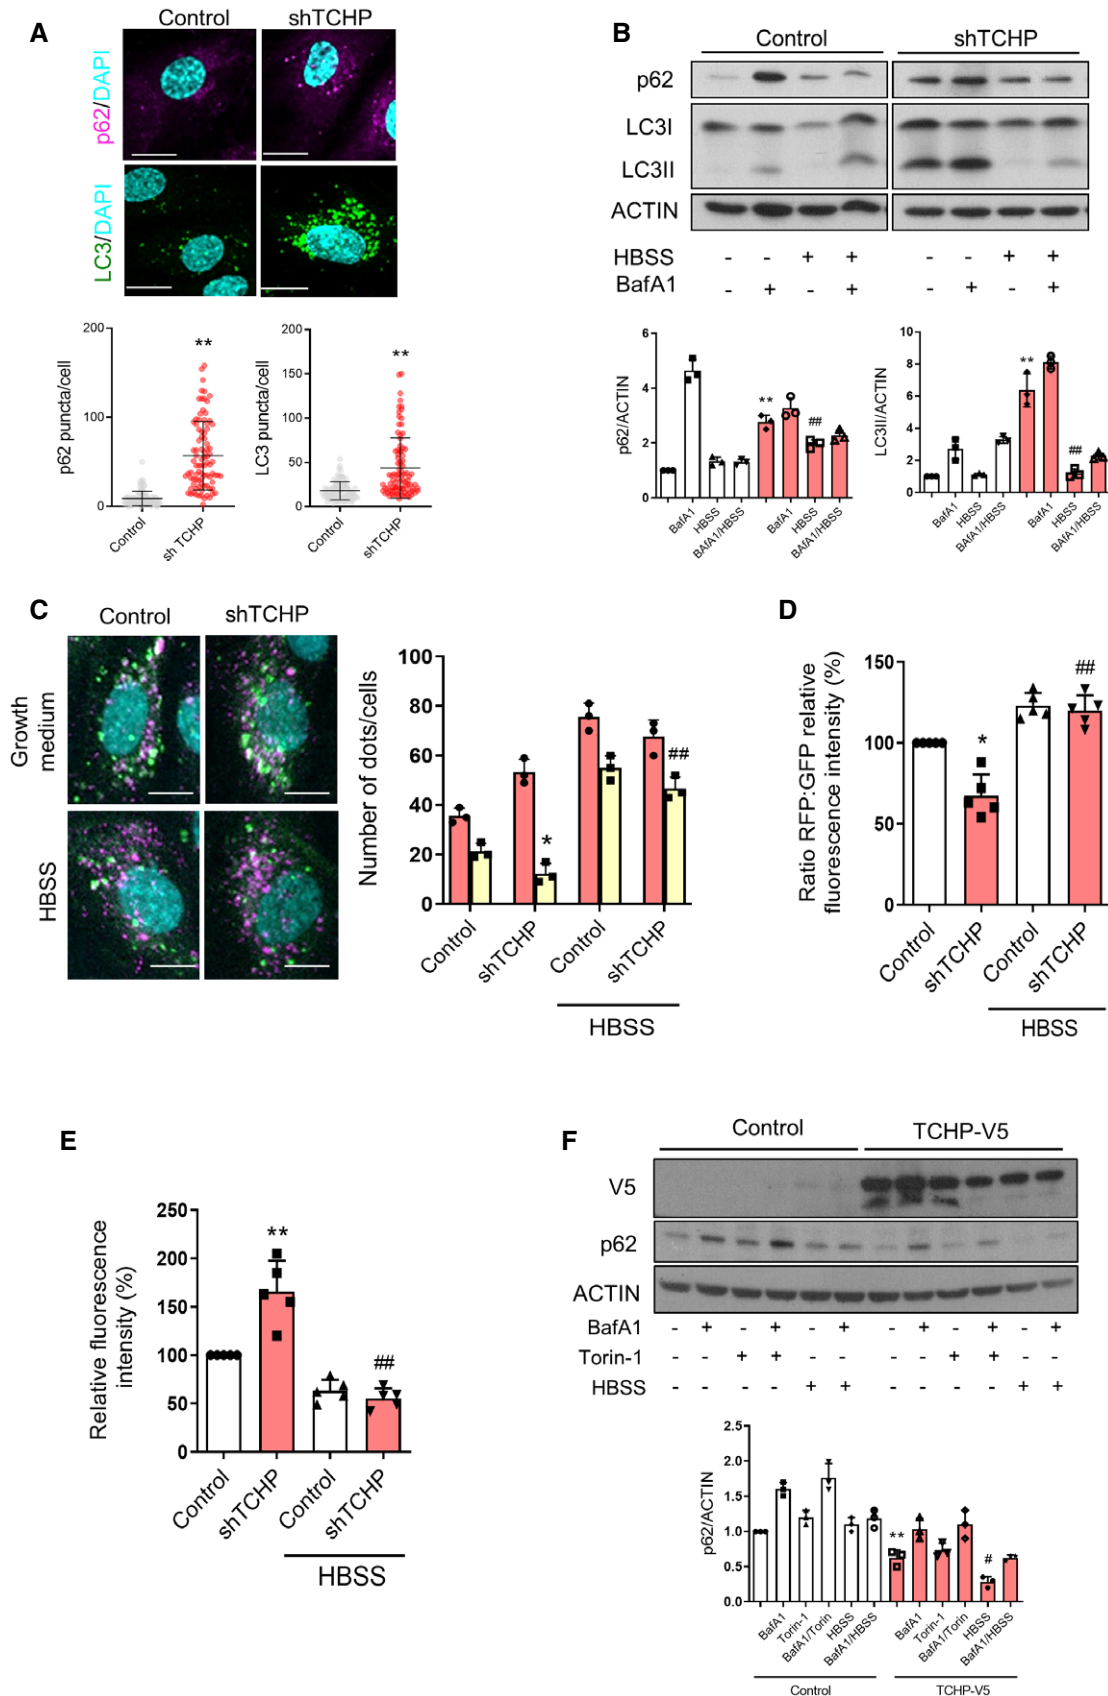 A
Control
shTCHP
p62/DAPI
LC3/DAPI
p62 puncta/cell
200
100
0
**
Control
sh TCHP
LC3 puncta/cell
200
150
100
50
0
**
Control
shTCHP
B
Control
shTCHP
p62
LC3I
LC3II
ACTIN
HBSS - - + + - - + +
BafA1 - + - + - + - +
p62/ACTIN
6
4
2
0
**
##
BafA1
HBSS
BAfA1/HBSS
BafA1
HBSS
BAfA1/HBSS
LC3II/ACTIN
10
8
6
4
2
0
**
##
BafA1
HBSS
BAfA1/HBSS
BafA1
HBSS
BAfA1/HBSS
C
Control
shTCHP
Growth
medium
HBSS
Number of dots/cells
100
80
60
40
20
0
*
##
Control
shTCHP
Control
shTCHP
HBSS
D
Ratio RFP:GFP relative
fluorescence intensity (%)
150
100
50
0
*
##
Control
shTCHP
Control
shTCHP
HBSS
E
Relative fluorescence
intensity (%)
250
200
150
100
50
0
**
##
Control
shTCHP
Control
shTCHP
HBSS
F
Control
TCHP-V5
V5
p62
ACTIN
BafA1 - + - + - + - + - + - +
Torin-1 - - + + - - - - + + - -
HBSS - - - - + + - - - - + +
p62/ACTIN
2.5
2.0
1.5
1.0
0.5
0.0
**
#
BafA1
Torin-1
BafA1/Torin
HBSS
BafA1/HBSS
BafA1
Torin-1
BafA1/Torin
HBSS
BafA1/HBSS
Control
TCHP-V5